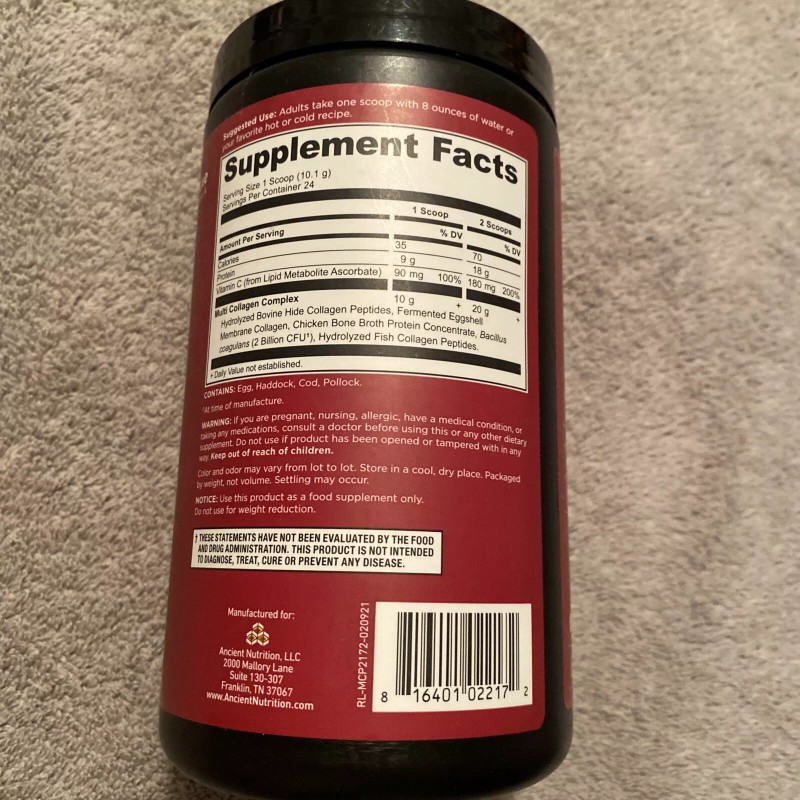 Suggested Use: Adults take one scoop with 8 ounces of water or
your favorite hot or cold recipe.
Supplement Facts
Serving Size 1 Scoop (10.1 g)
Servings Per Container 24
1 Scoop 2 Scoops
Amount Per Serving % DV % DV
Calories 35 70
Protein 9 g 18 g
Vitamin C (from Lipid Metabolite Ascorbate) 90 mg 100% 180 mg 200%
Multi Collagen Complex 10 g + 20 g +
Hydrolyzed Bovine Hide Collagen Peptides, Fermented Eggshell
Membrane Collagen, Chicken Bone Broth Protein Concentrate, Bacillus
coagulans (2 Billion CFU¹), Hydrolyzed Fish Collagen Peptides.
+ Daily Value not established.
CONTAINS: Egg, Haddock, Cod, Pollock.
¹At time of manufacture.
WARNING: If you are pregnant, nursing, allergic, have a medical condition, or
taking any medications, consult a doctor before using this or any other dietary
supplement. Do not use if product has been opened or tampered with in any
way. Keep out of reach of children.
Color and odor may vary from lot to lot. Store in a cool, dry place. Packaged
by weight, not volume. Settling may occur.
NOTICE: Use this product as a food supplement only.
Do not use for weight reduction.
† THESE STATEMENTS HAVE NOT BEEN EVALUATED BY THE FOOD
AND DRUG ADMINISTRATION. THIS PRODUCT IS NOT INTENDED
TO DIAGNOSE, TREAT, CURE OR PREVENT ANY DISEASE.
Manufactured for:
Ancient Nutrition, LLC
2000 Mallory Lane
Suite 130-307
Franklin, TN 37067
www.AncientNutrition.com
RL-MCP2172-020921
8 16401 02217 2